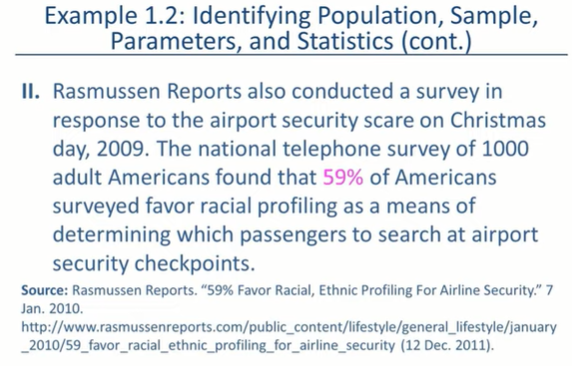 Example 1.2: Identifying Population, Sample,
Parameters, and Statistics (cont.)
II. Rasmussen Reports also conducted a survey in
response to the airport security scare on Christmas
day, 2009. The national telephone survey of 1000
adult Americans found that 59% of Americans
surveyed favor racial profiling as a means of
determining which passengers to search at airport
security checkpoints.
Source: Rasmussen Reports. “59% Favor Racial, Ethnic Profiling For Airline Security.” 7
Jan. 2010.
http://www.rasmussenreports.com/public_content/lifestyle/general_lifestyle/january
_2010/59_favor_racial_ethnic_profiling_for_airline_security (12 Dec. 2011).